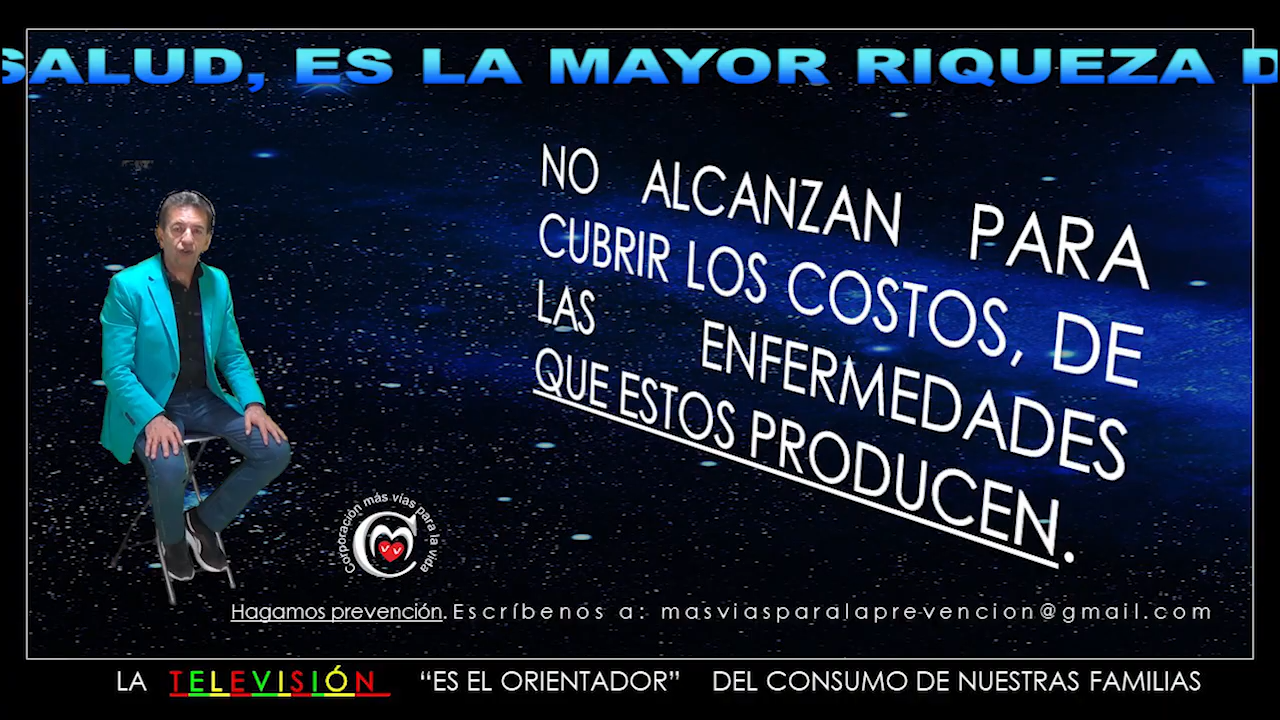 SALUD, ES LA MAYOR RIQUEZA D
NO ALCANZAN PARA
CUBRIR LOS COSTOS, DE
LAS ENFERMEDADES
QUE ESTOS PRODUCEN.
Corporación más vías para la vida
Hagamos prevención. Escríbenos a: masviasparalaprevencion@gmail.com
LA TELEVISIÓN “ES EL ORIENTADOR” DEL CONSUMO DE NUESTRAS FAMILIAS